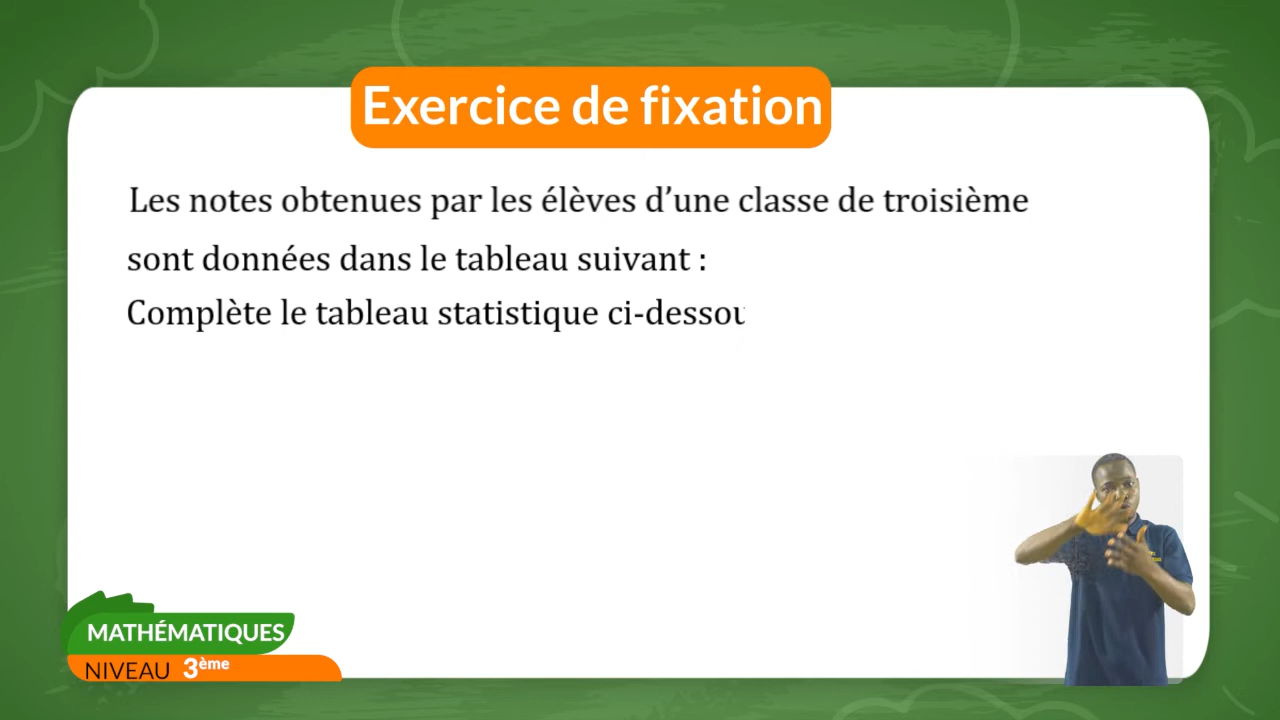 Exercice de fixation
Les notes obtenues par les élèves d’une classe de troisième
sont données dans le tableau suivant :
Complète le tableau statistique ci-dessou
MATHÉMATIQUES
NIVEAU 3ème